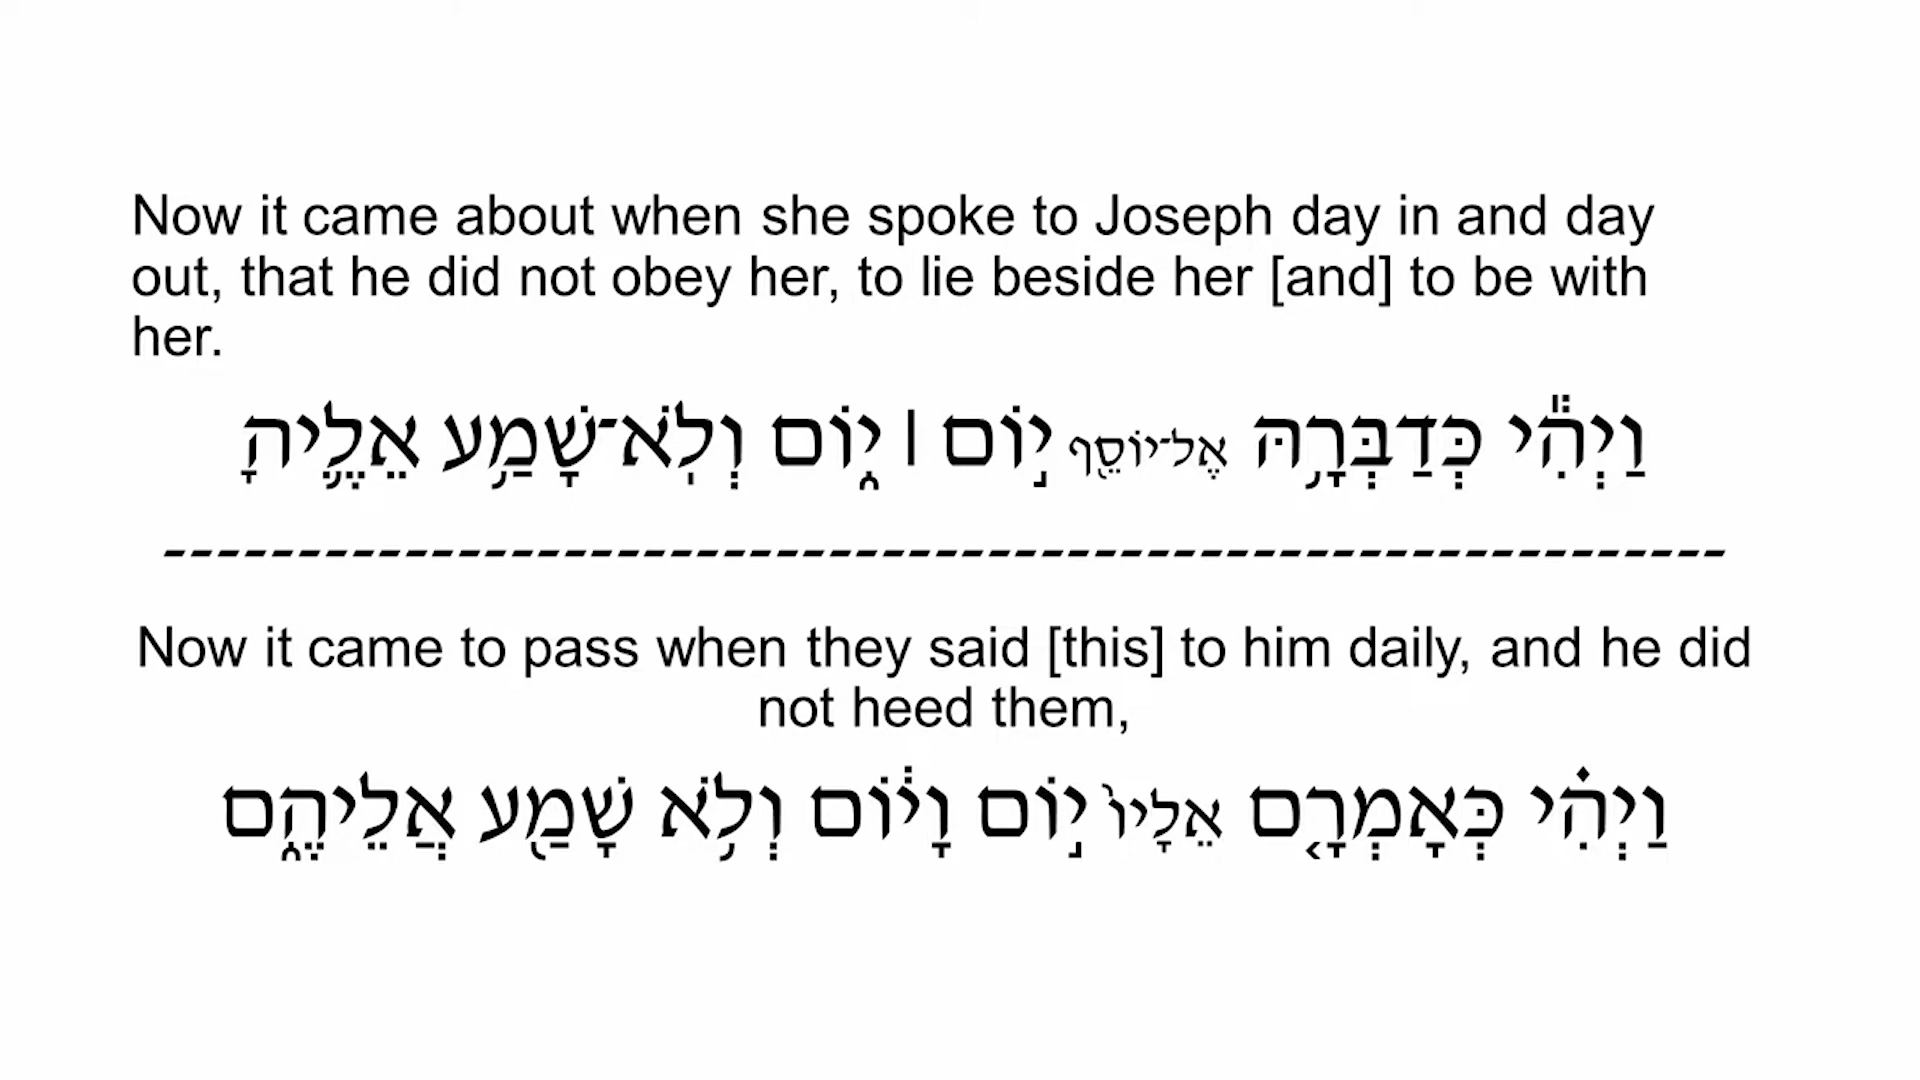 Now it came about when she spoke to Joseph day in and day
out, that he did not obey her, to lie beside her [and] to be with
her.
וַיְהִ֕י כְּדַבְּרָ֥הּ אֶל־יוֹסֵ֖ף י֣וֹם ׀ י֑וֹם וְלֹֽא־שָׁמַ֥ע אֵלֶ֛יהָ
-----------------------------------------------------------
Now it came to pass when they said [this] to him daily, and he did
not heed them,
וַיְהִ֗י כְּאָמְרָ֤ם אֵלָיו֙ י֣וֹם וָי֔וֹם וְלֹ֥א שָׁמַ֖ע אֲלֵיהֶ֑ם